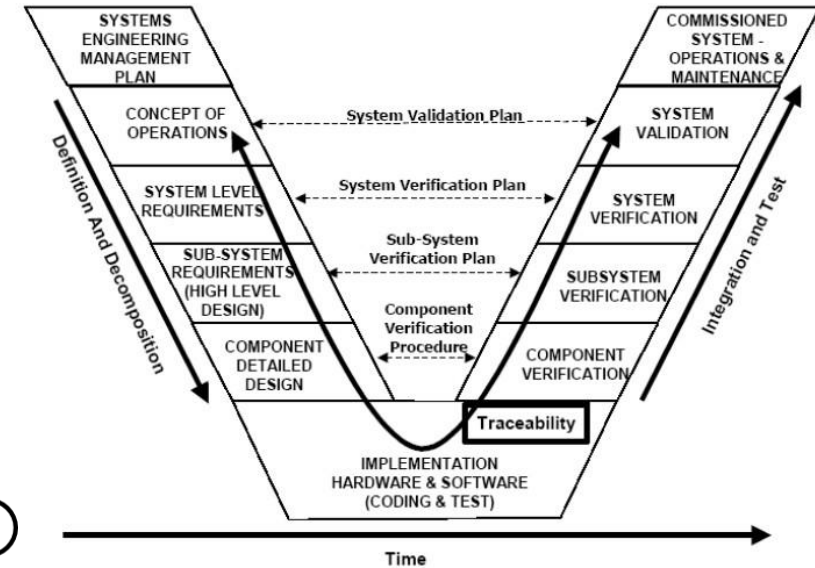 SYSTEMS
ENGINEERING
MANAGEMENT
PLAN
COMMISSIONED
SYSTEM -
OPERATIONS &
MAINTENANCE
CONCEPT OF
OPERATIONS
System Validation Plan
SYSTEM
VALIDATION
SYSTEM LEVEL
REQUIREMENTS
System Verification Plan
SYSTEM
VERIFICATION
SUB-SYSTEM
REQUIREMENTS
(HIGH LEVEL
DESIGN)
Sub-System
Verification Plan
SUBSYSTEM
VERIFICATION
COMPONENT
DETAILED
DESIGN
Component
Verification
Procedure
COMPONENT
VERIFICATION
Definition And Decomposition
Integration and Test
Traceability
IMPLEMENTATION
HARDWARE & SOFTWARE
(CODING & TEST)
Time